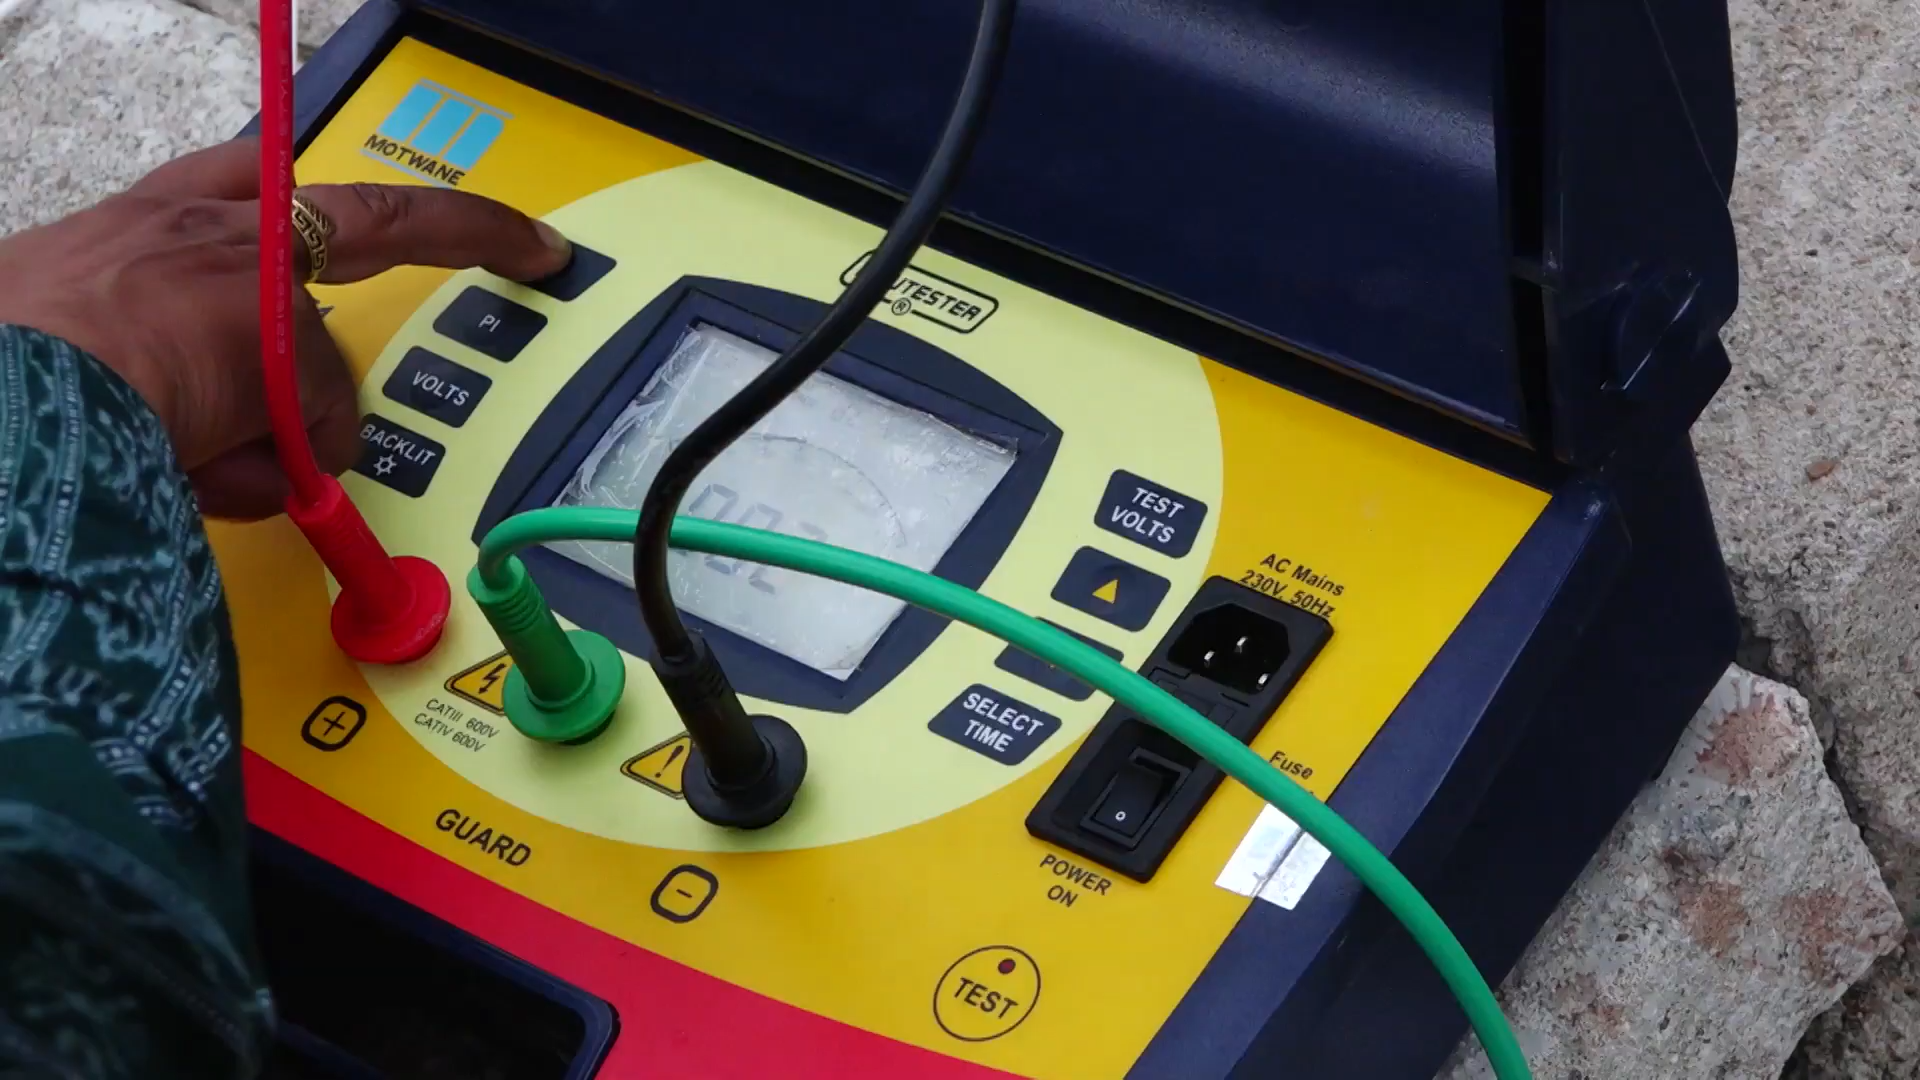 MOTWANE
PI
VOLTS
BACKLIT
TEST
VOLTS
AC Mains
230V, 50Hz
SELECT
TIME
CATIII 600V
CATIV 600V
Fuse
+
GUARD
-
POWER
ON
O
TEST